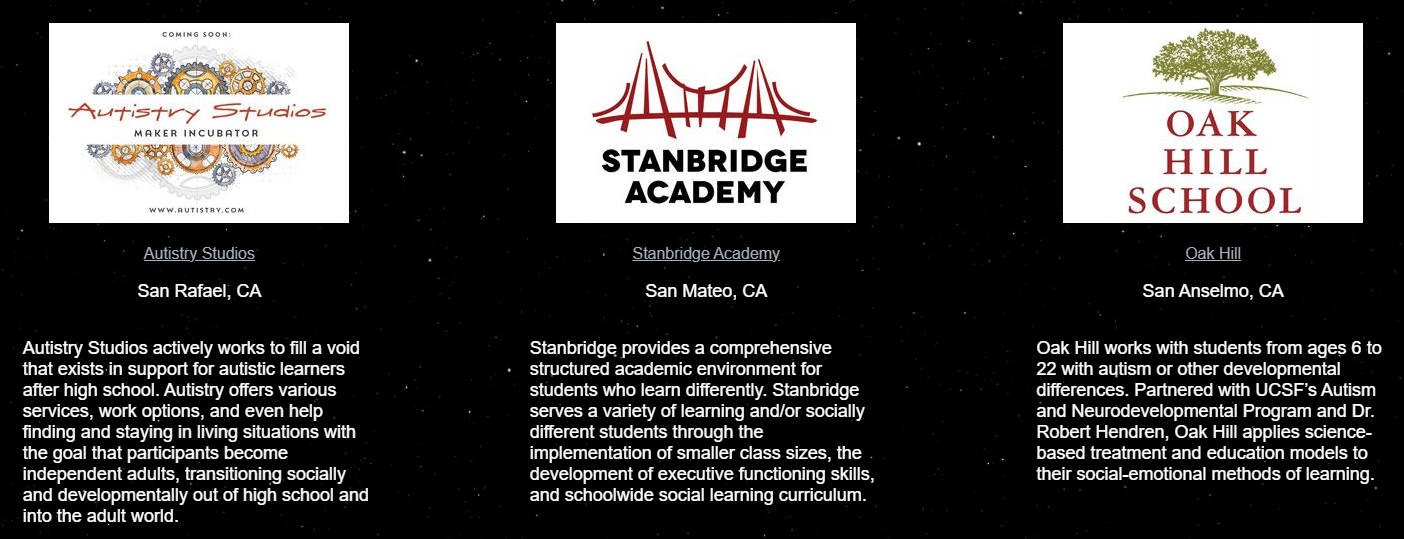 COMING SOON:
Autistry Studios
MAKER INCUBATOR
WWW.AUTISTRY.COM
Autistry Studios
San Rafael, CA
Autistry Studios actively works to fill a void
that exists in support for autistic learners
after high school. Autistry offers various
services, work options, and even help
finding and staying in living situations with
the goal that participants become
independent adults, transitioning socially
and developmentally out of high school and
into the adult world.
STANBRIDGE
ACADEMY
Stanbridge Academy
San Mateo, CA
Stanbridge provides a comprehensive
structured academic environment for
students who learn differently. Stanbridge
serves a variety of learning and/or socially
different students through the
implementation of smaller class sizes, the
development of executive functioning skills,
and schoolwide social learning curriculum.
OAK
HILL
SCHOOL
Oak Hill
San Anselmo, CA
Oak Hill works with students from ages 6 to
22 with autism or other developmental
differences. Partnered with UCSF’s Autism
and Neurodevelopmental Program and Dr.
Robert Hendren, Oak Hill applies science-
based treatment and education models to
their social-emotional methods of learning.